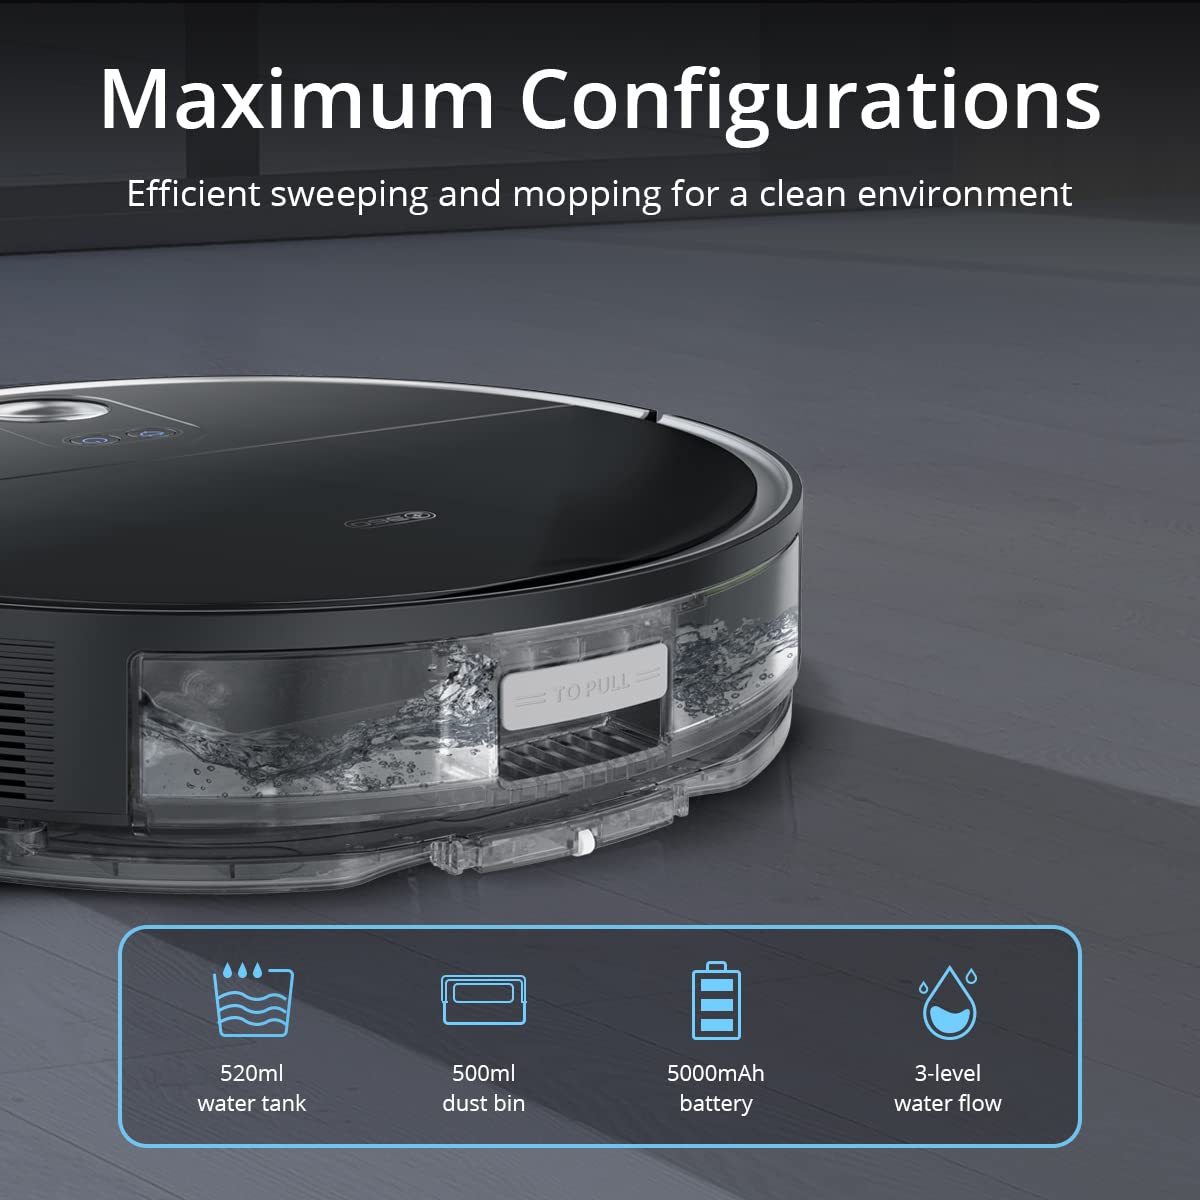 Maximum Configurations
Efficient sweeping and mopping for a clean environment
TO PULL
520ml
water tank
500ml
dust bin
5000mAh
battery
3-level
water flow